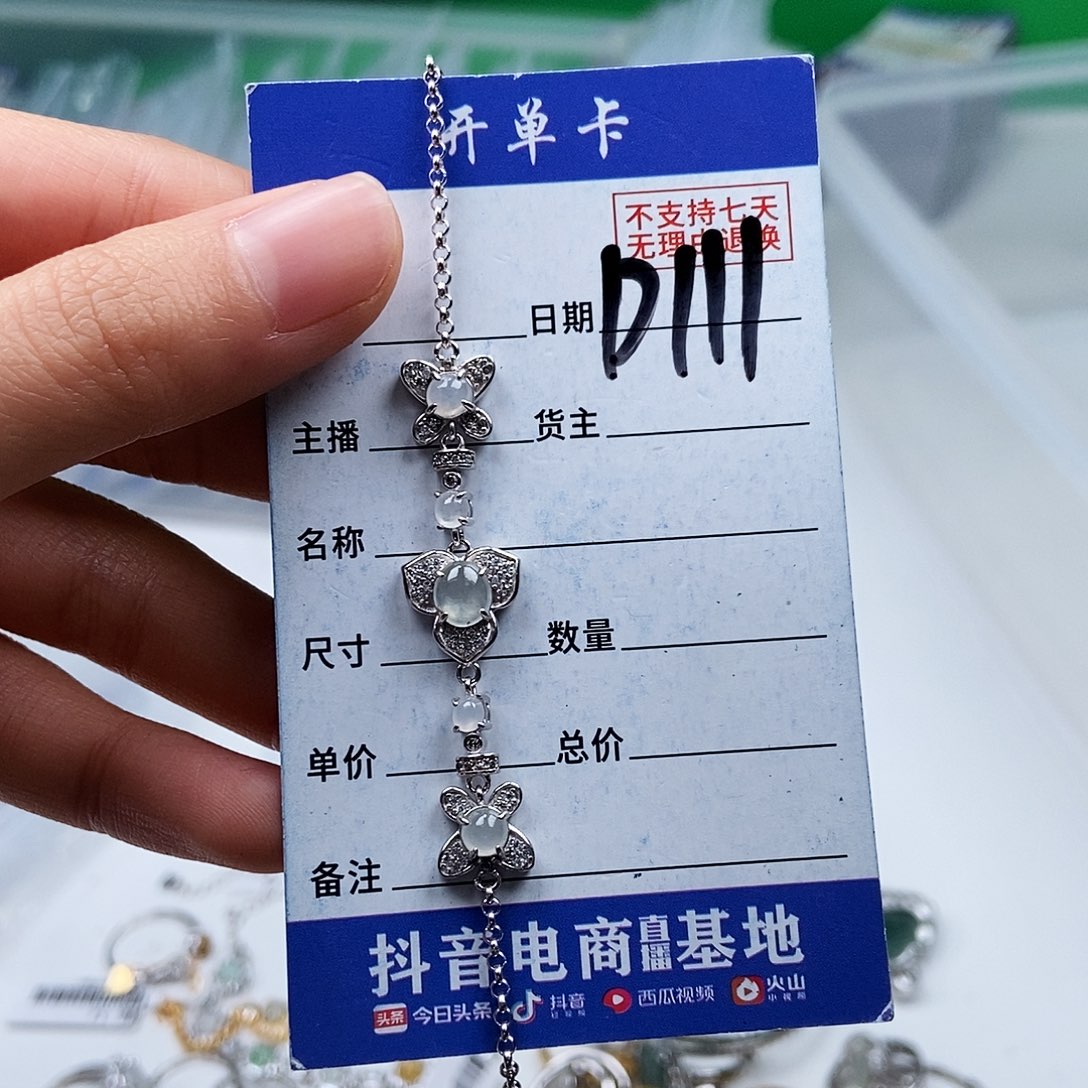 开单卡
不支持七天
无理由退换
日期 D111
主播 货主
名称
尺寸 数量
单价 总价
备注
抖音电商直播基地
头条 今日头条 抖音 西瓜视频 火山